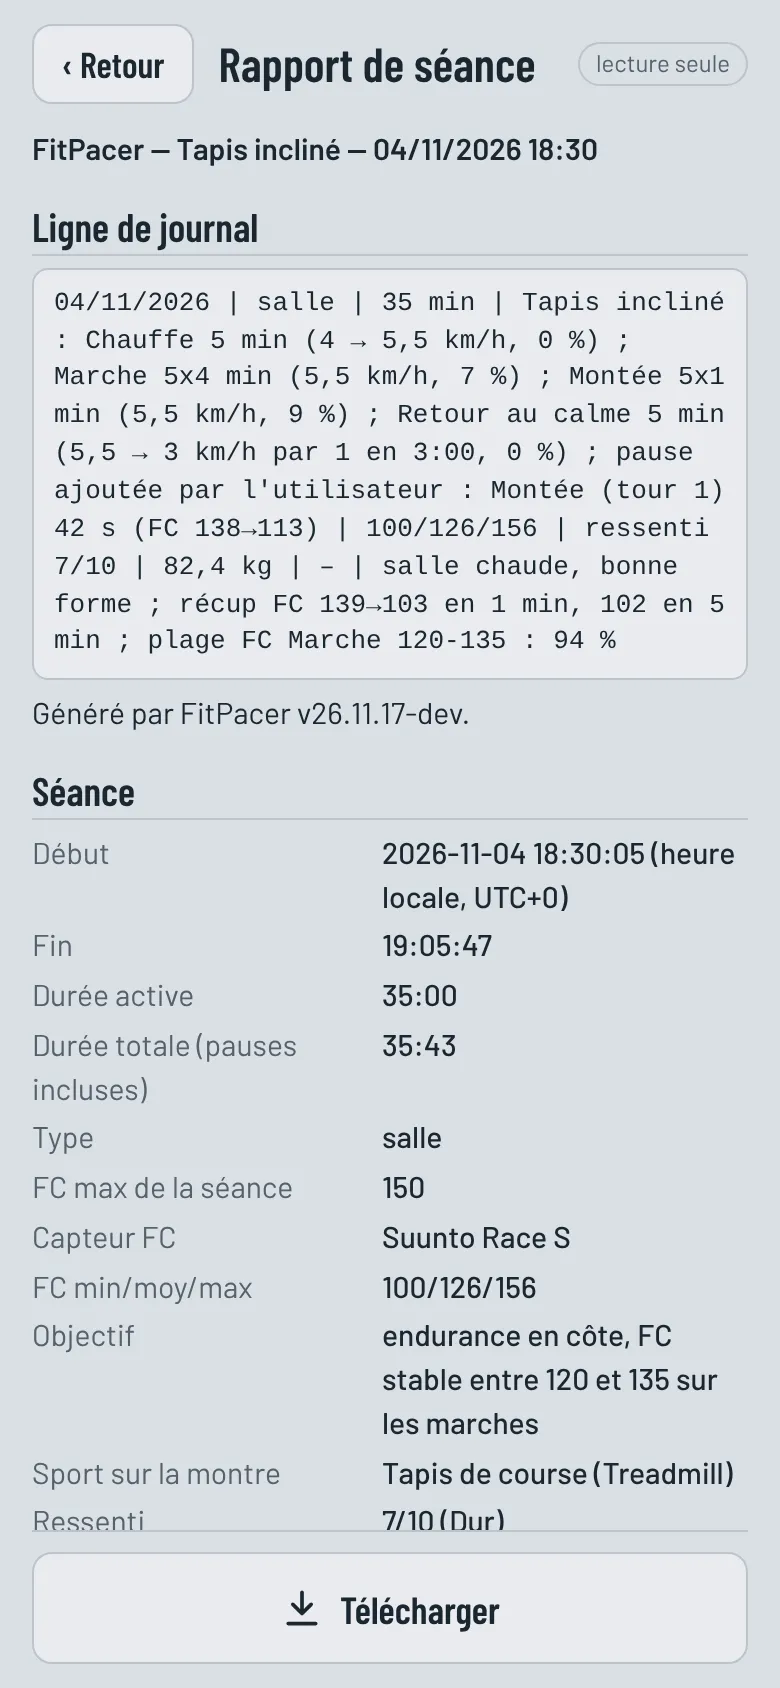 ‹ Retour
Rapport de séance
lecture seule
FitPacer — Tapis incliné — 04/11/2026 18:30
Ligne de journal
04/11/2026 | salle | 35 min | Tapis incliné
: Chauffe 5 min (4 → 5,5 km/h, 0 %) ;
Marche 5x4 min (5,5 km/h, 7 %) ; Montée 5x1
min (5,5 km/h, 9 %) ; Retour au calme 5 min
(5,5 → 3 km/h par 1 en 3:00, 0 %) ; pause
ajoutée par l'utilisateur : Montée (tour 1)
42 s (FC 138→113) | 100/126/156 | ressenti
7/10 | 82,4 kg | – | salle chaude, bonne
forme ; récup FC 139→103 en 1 min, 102 en 5
min ; plage FC Marche 120-135 : 94 %
Généré par FitPacer v26.11.17-dev.
Séance
Début
2026-11-04 18:30:05 (heure
locale, UTC+0)
Fin
19:05:47
Durée active
35:00
Durée totale (pauses
incluses)
35:43
Type
salle
FC max de la séance
150
Capteur FC
Suunto Race S
FC min/moy/max
100/126/156
Objectif
endurance en côte, FC
stable entre 120 et 135 sur
les marches
Sport sur la montre
Tapis de course (Treadmill)
Ressenti
7/10 (Dur)
Télécharger